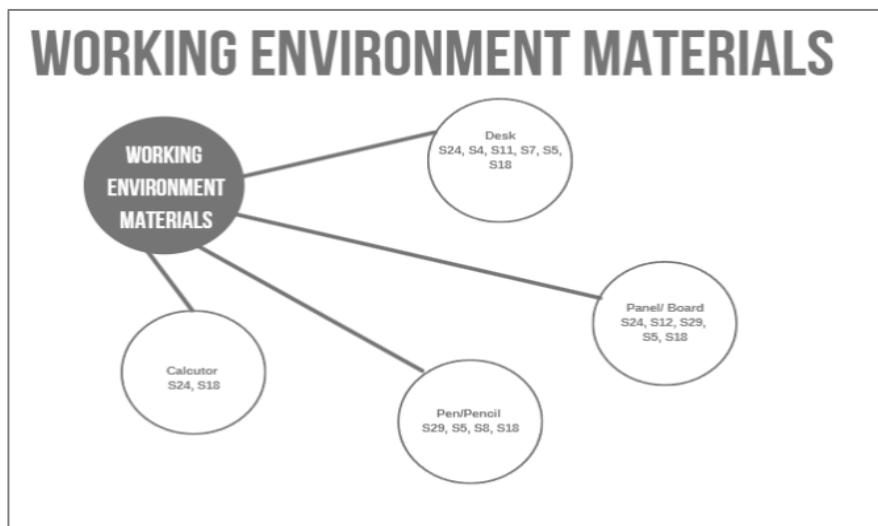 WORKING ENVIRONMENT MATERIALS
WORKING
ENVIRONMENT
MATERIALS
Desk
S24, S4, S11, S7, S5,
S18
Panel/ Board
S24, S12, S29,
S5, S18
Calcutor
S24, S18
Pen/Pencil
S29, S5, S8, S18